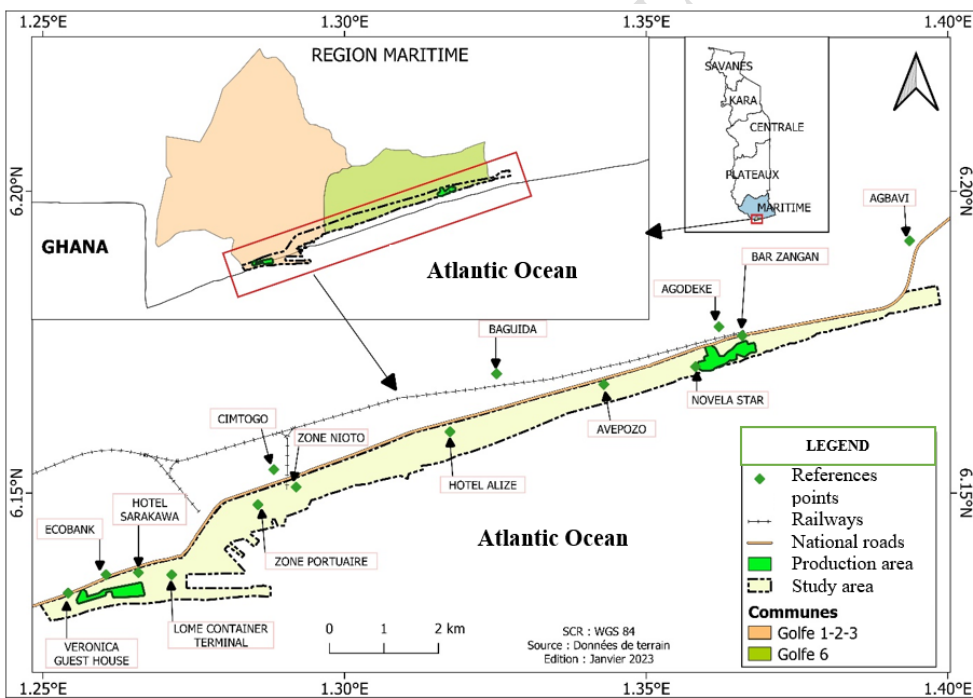 1.25°E
1.30°E
1.35°E
1.40°E
REGION MARITIME
SAVANES
KARA
CENTRALE
PLATEAUX
MARITIME
6.20°N
6.20°N
AGBAVI
GHANA
Atlantic Ocean
BAR ZANGAN
AGODEKE
BAGUIDA
CIMTOGO
ZONE NIOTO
NOVELA STAR
AVEPOZO
HOTEL ALIZE
6.15°N
6.15°N
HOTEL
SARAKAWA
ECOBANK
ZONE PORTUAIRE
Atlantic Ocean
LOME CONTAINER
TERMINAL
VERONICA
GUEST HOUSE
0 1 2 km
SCR : WGS 84
Source : Données de terrain
Edition : Janvier 2023
LEGEND
References
points
Railways
National roads
Production area
Study area
Communes
Golfe 1-2-3
Golfe 6
1.25°E
1.30°E
1.35°E
1.40°E